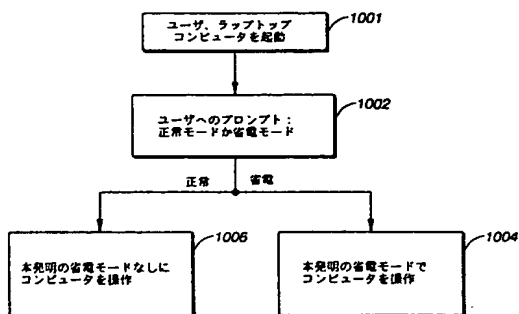 ユーザ、ラップトップ
コンピュータを起動
1001
ユーザへのプロンプト：
正常モードか省電モード
1002
正常
省電
本発明の省電モードなしに
コンピュータを操作
1006
本発明の省電モードで
コンピュータを操作
1004